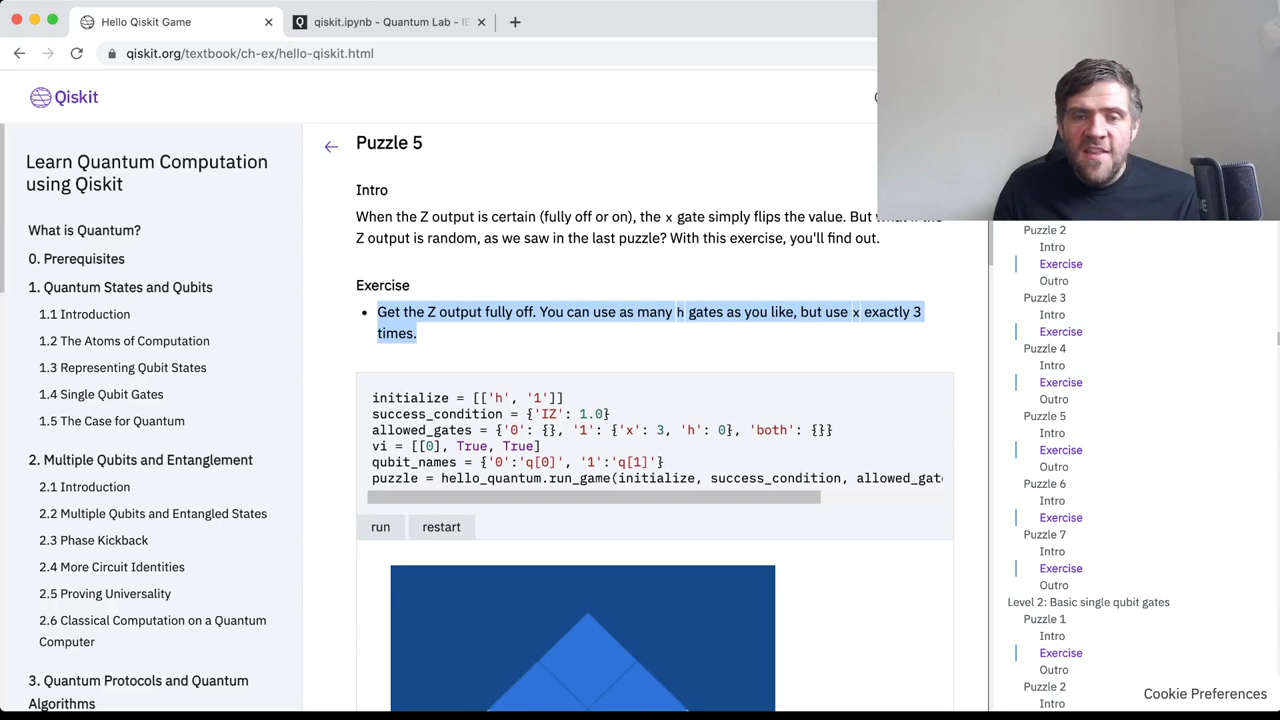 Hello Qiskit Game
qiskit.ipynb - Quantum Lab - IE
qiskit.org/textbook/ch-ex/hello-qiskit.html
Qiskit
Learn Quantum Computation
using Qiskit
What is Quantum?
0. Prerequisites
1. Quantum States and Qubits
1.1 Introduction
1.2 The Atoms of Computation
1.3 Representing Qubit States
1.4 Single Qubit Gates
1.5 The Case for Quantum
2. Multiple Qubits and Entanglement
2.1 Introduction
2.2 Multiple Qubits and Entangled States
2.3 Phase Kickback
2.4 More Circuit Identities
2.5 Proving Universality
2.6 Classical Computation on a Quantum
Computer
3. Quantum Protocols and Quantum
Algorithms
Puzzle 5
Intro
When the Z output is certain (fully off or on), the x gate simply flips the value. But what if the
Z output is random, as we saw in the last puzzle? With this exercise, you'll find out.
Exercise
• Get the Z output fully off. You can use as many h gates as you like, but use x exactly 3
times.
initialize = [['h', '1']]
success_condition = {'IZ': 1.0}
allowed_gates = {'0': {}, '1': {'x': 3, 'h': 0}, 'both': {}}
vi = [[0], True, True]
qubit_names = {'0':'q[0]', '1':'q[1]'}
puzzle = hello_quantum.run_game(initialize, success_condition, allowed_gate
run
restart
Puzzle 2
Intro
Exercise
Outro
Puzzle 3
Intro
Exercise
Puzzle 4
Intro
Exercise
Outro
Puzzle 5
Intro
Exercise
Outro
Puzzle 6
Intro
Exercise
Puzzle 7
Intro
Exercise
Outro
Level 2: Basic single qubit gates
Puzzle 1
Intro
Exercise
Outro
Puzzle 2
Intro
Cookie Preferences